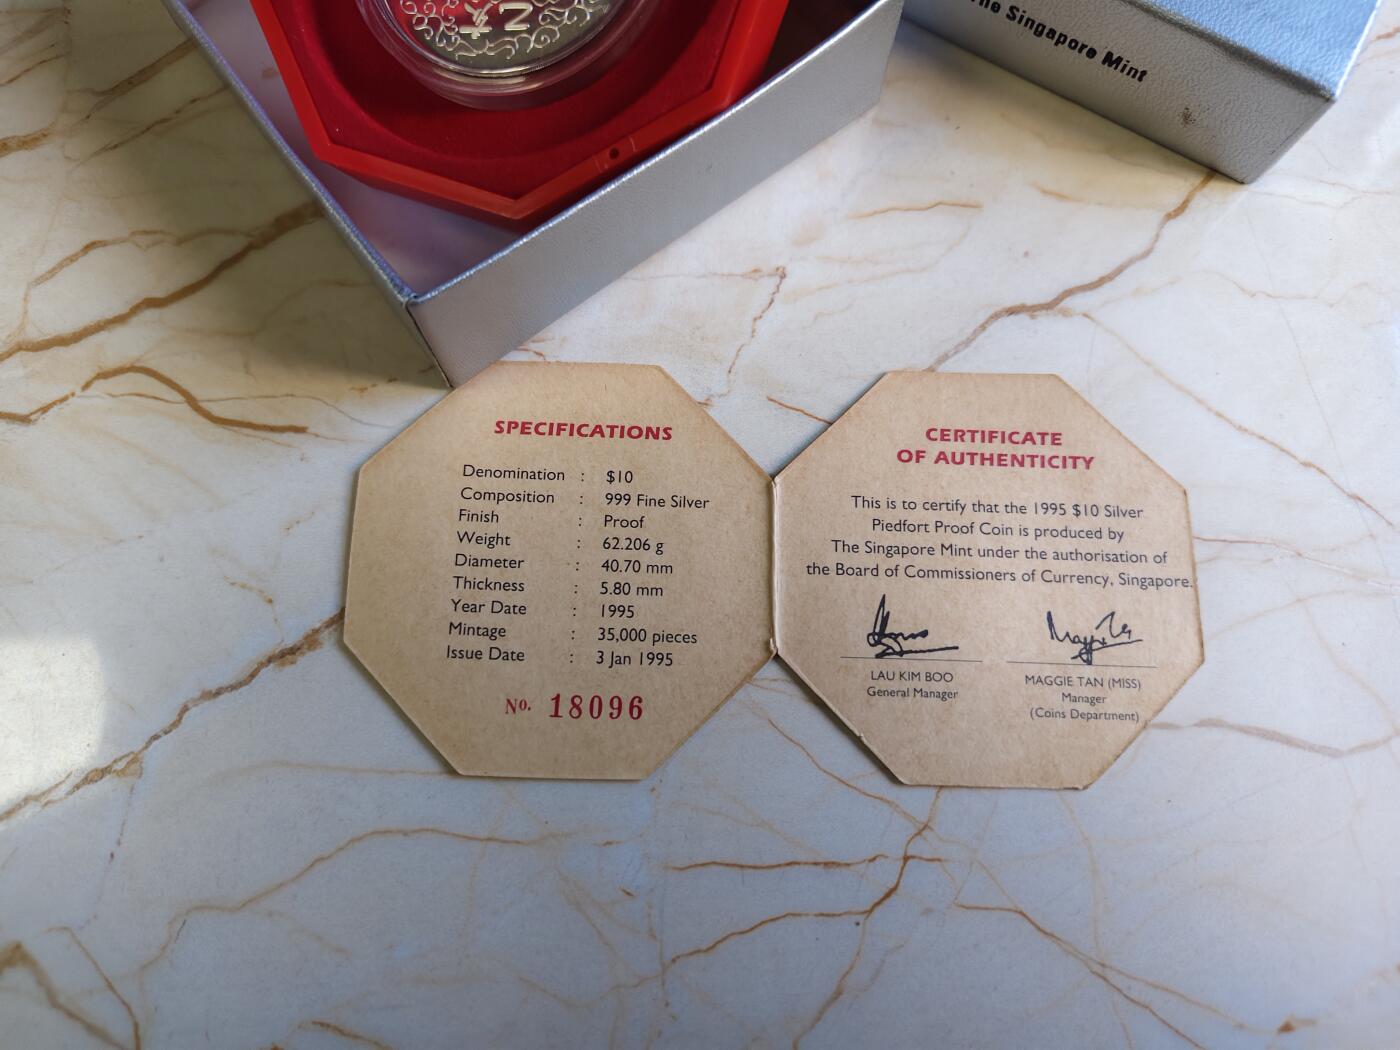 The Singapore Mint
SPECIFICATIONS
Denomination : $10
Composition : 999 Fine Silver
Finish : Proof
Weight : 62.206 g
Diameter : 40.70 mm
Thickness : 5.80 mm
Year Date : 1995
Mintage : 35,000 pieces
Issue Date : 3 Jan 1995
No. 18096
CERTIFICATE
OF AUTHENTICITY
This is to certify that the 1995 $10 Silver
Piedfort Proof Coin is produced by
The Singapore Mint under the authorisation of
the Board of Commissioners of Currency, Singapore.
LAU KIM BOO
General Manager
MAGGIE TAN (MISS)
Manager
(Coins Department)